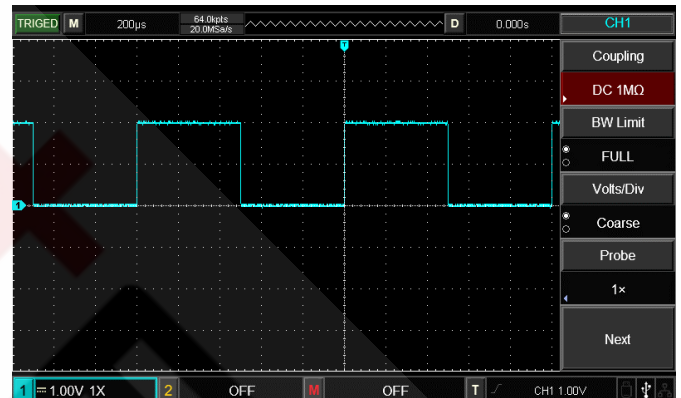 TRIGED M 200µs 64.0kpts 20.0MSa/s D 0.000s CH1
T
Coupling
DC 1MΩ
BW Limit
FULL
Volts/Div
1
Coarse
Probe
1×
Next
1 1.00V 1X 2 OFF M OFF T CH1 1.00V